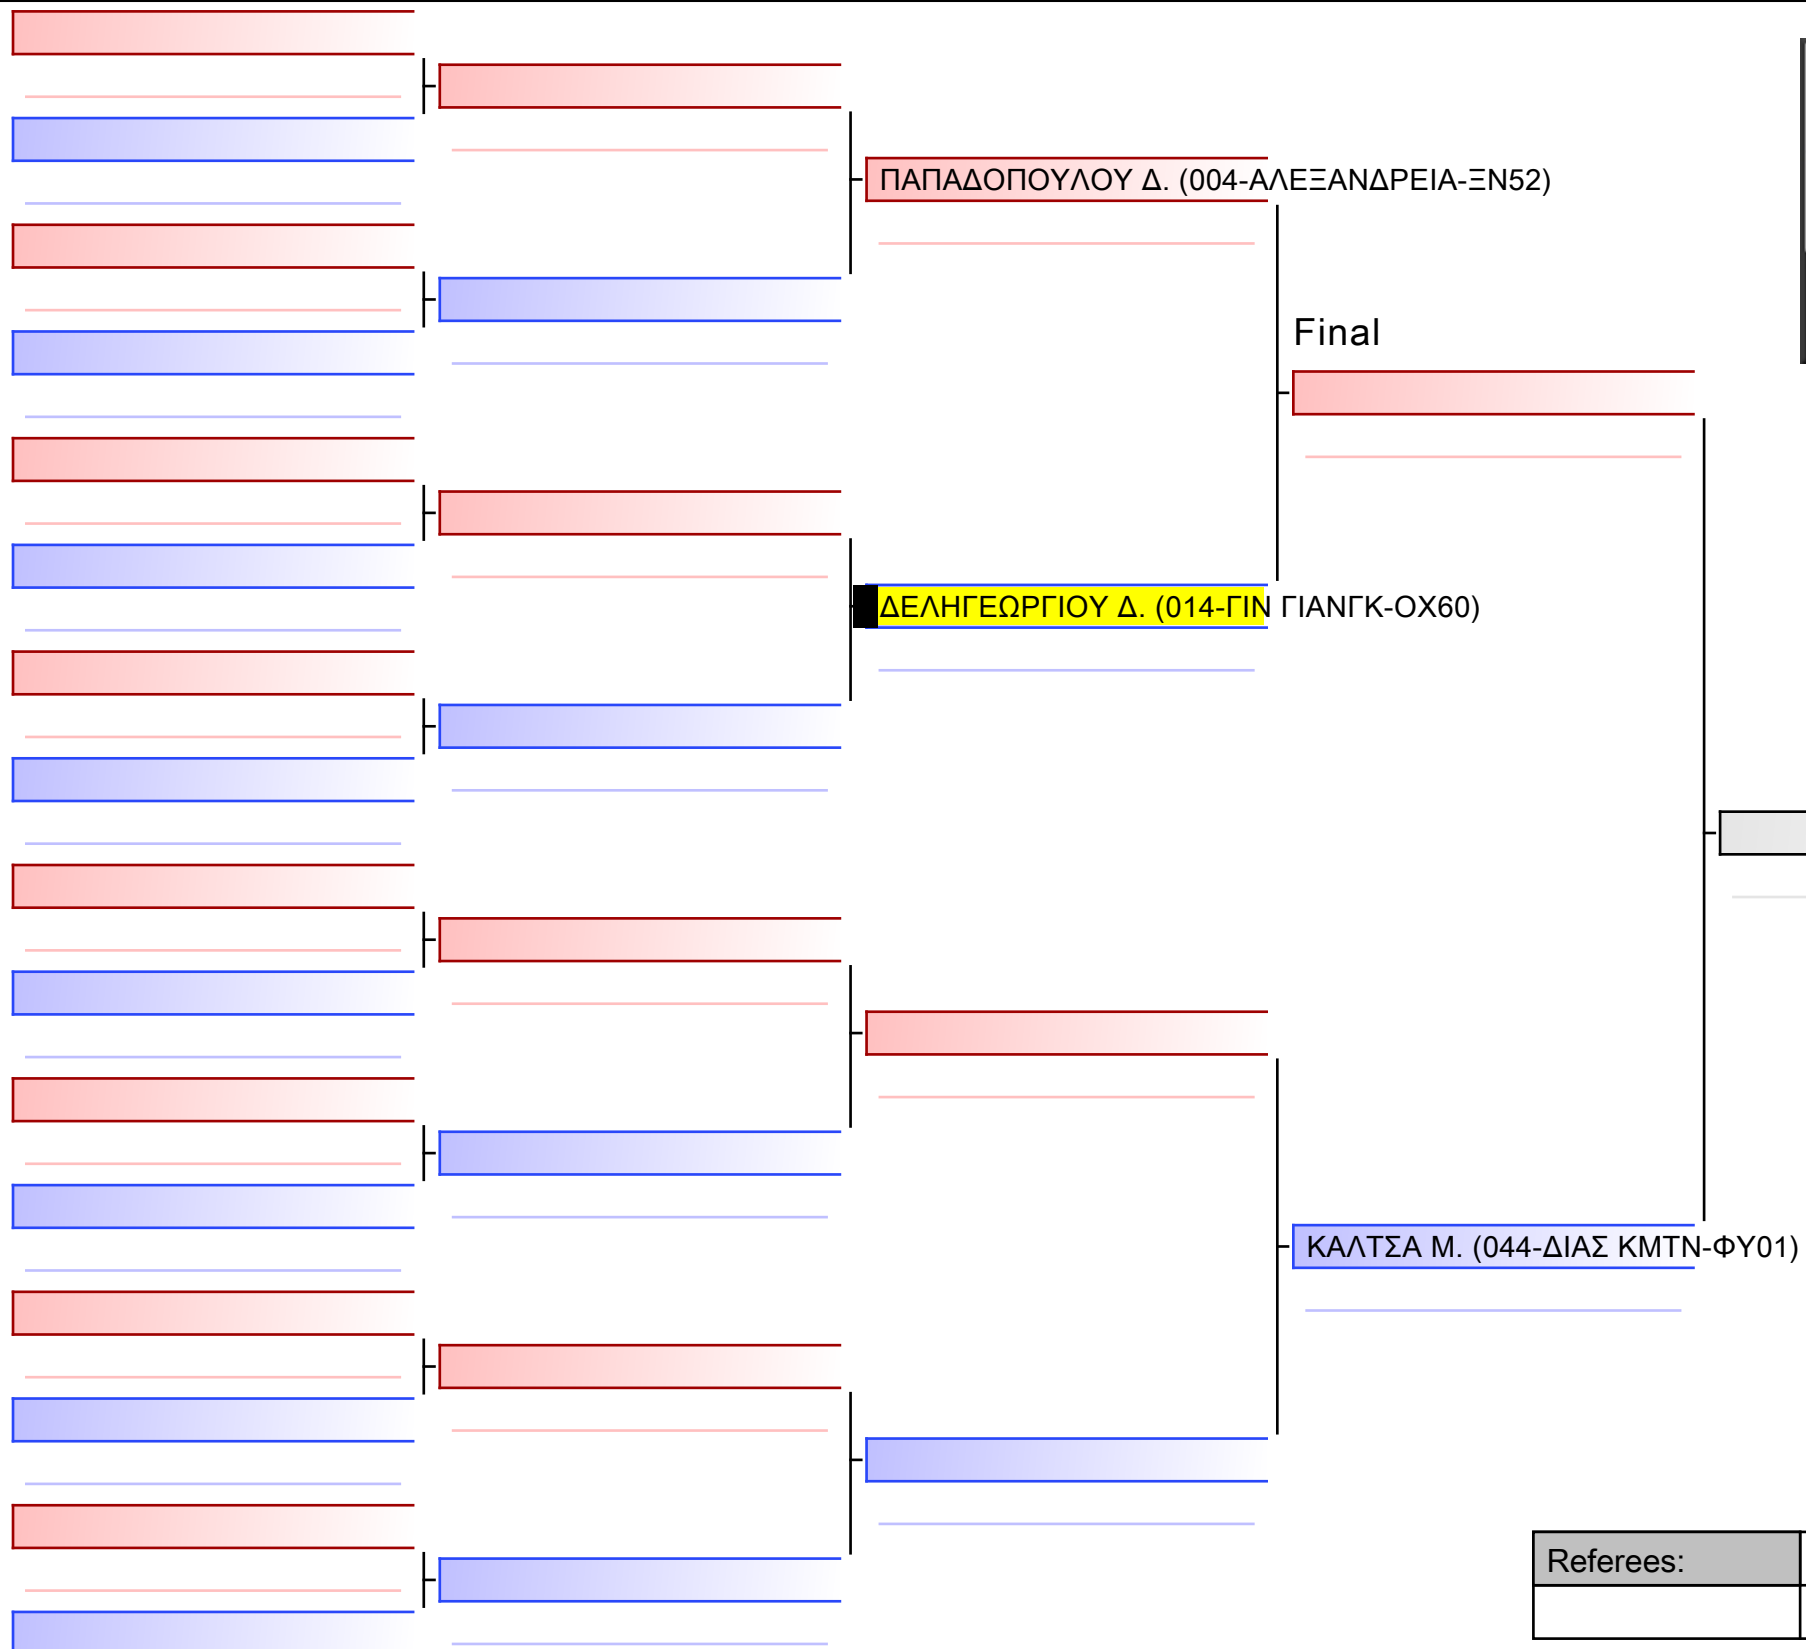 ΠΑΠΑΔΟΠΟΥΛΟΥ Δ. (004-ΑΛΕΞΑΝΔΡΕΙΑ-ΞΝ52)
Final
ΔΕΛΗΓΕΩΡΓΙΟΥ Δ. (014-ΓΙΝ ΓΙΑΝΓΚ-ΟΧ60)
ΚΑΛΤΣΑ Μ. (044-ΔΙΑΣ ΚΜΤΝ-ΦΥ01)
Referees: